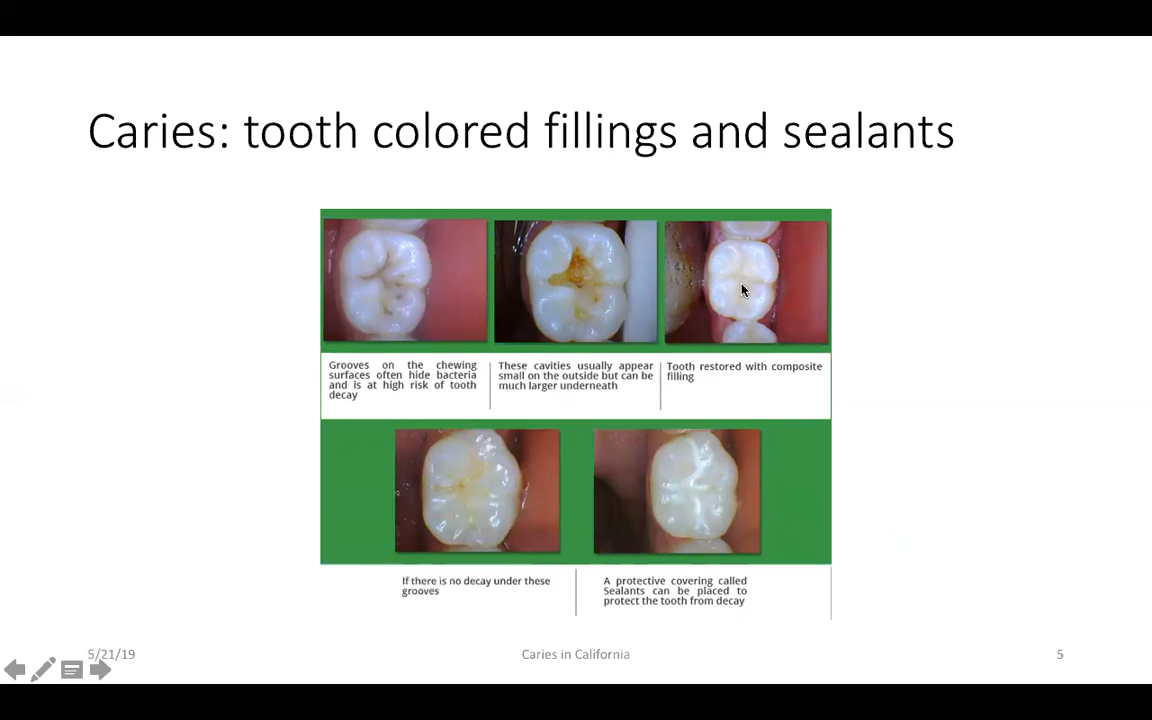 Caries: tooth colored fillings and sealants
Grooves on the chewing
surfaces often hide bacteria
and is at high risk of tooth
decay
These cavities usually appear
small on the outside but can be
much larger underneath
Tooth restored with composite
filling
If there is no decay under these
grooves
A protective covering called
Sealants can be placed to
protect the tooth from decay
5/21/19
Caries in California
5